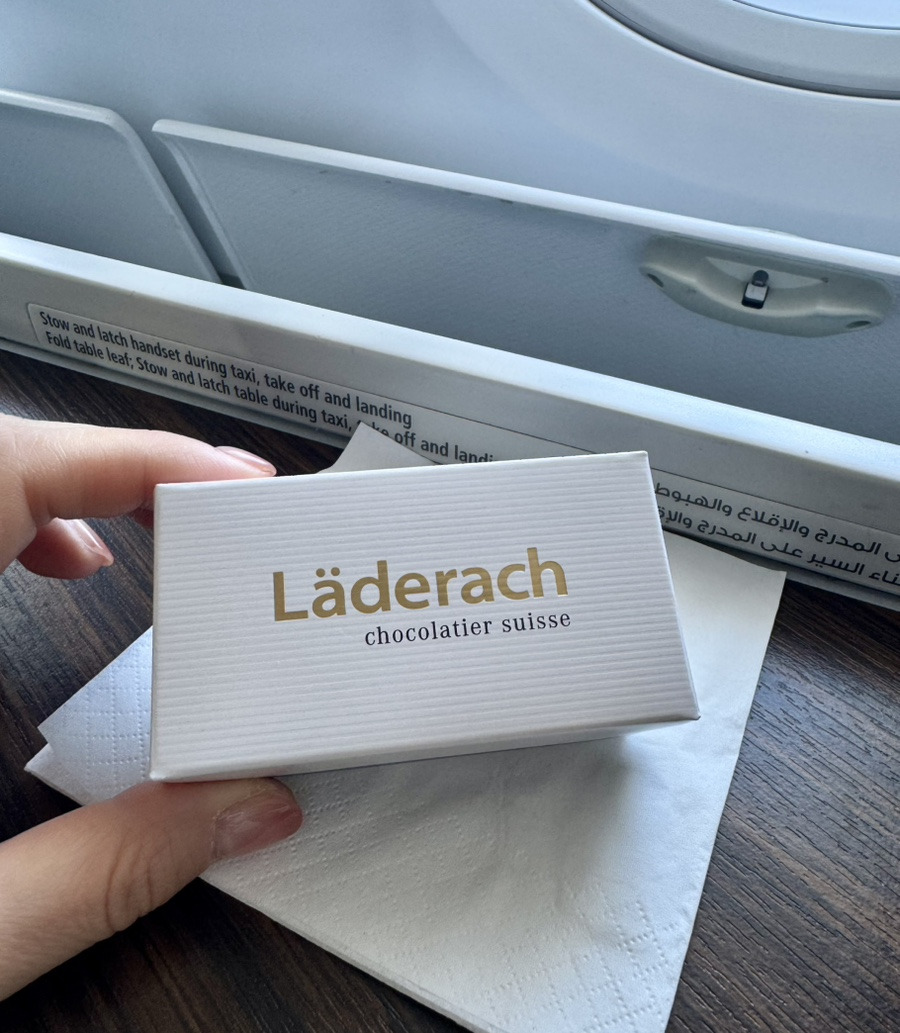 Stow and latch handset during taxi, take off and landing
Fold table leaf; Stow and latch table during taxi, off and
المدرج والإقلاع والهبوط
أثناء السير على المدرج
Läderach
chocolatier suisse